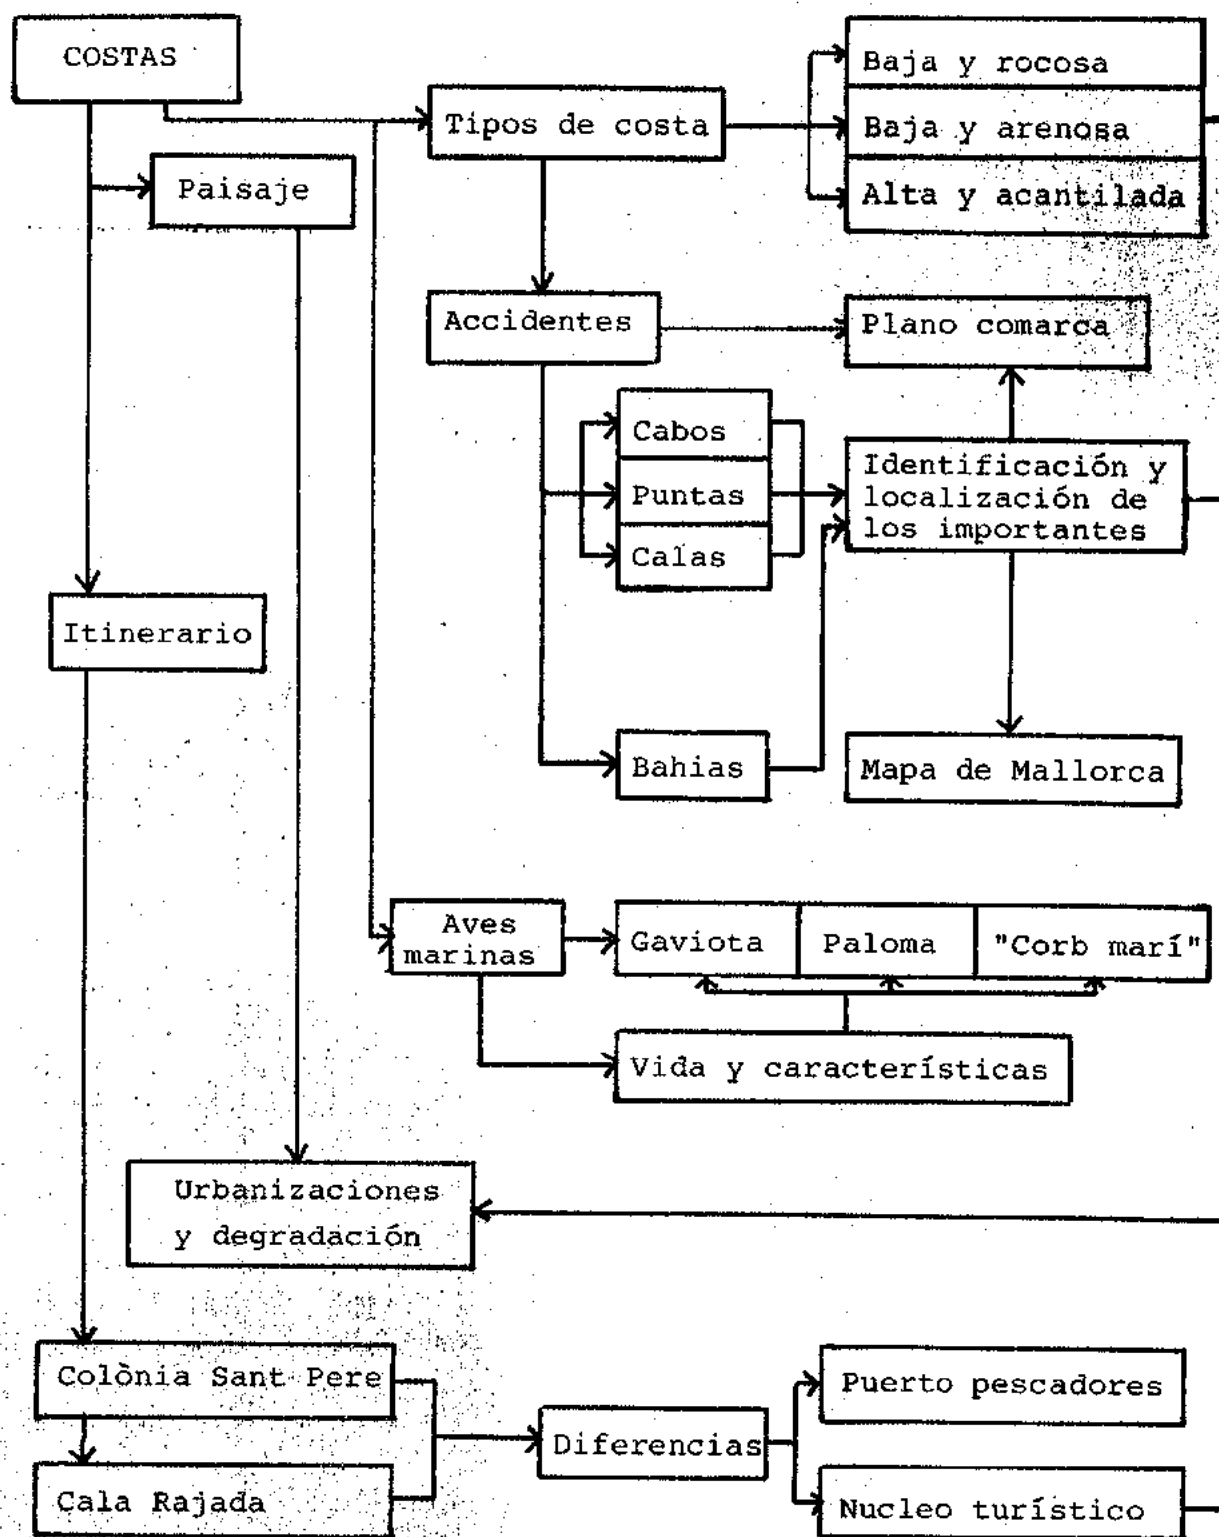 COSTAS
Baja y rocosa
Tipos de costa
Baja y arenosa
Paisaje
Alta y acantilada
Accidentes
Plano comarca
Cabos
Identificación y
Puntas
localización de
Calas
los importantes
Itinerario
Bahias
Mapa de Mallorca
Aves
marinas
Gaviota
Paloma
"Corb marí"
Vida y características
Urbanizaciones
y degradación
Colònia Sant Pere
Puerto pescadores
Diferencias
Cala Rajada
Nucleo turístico